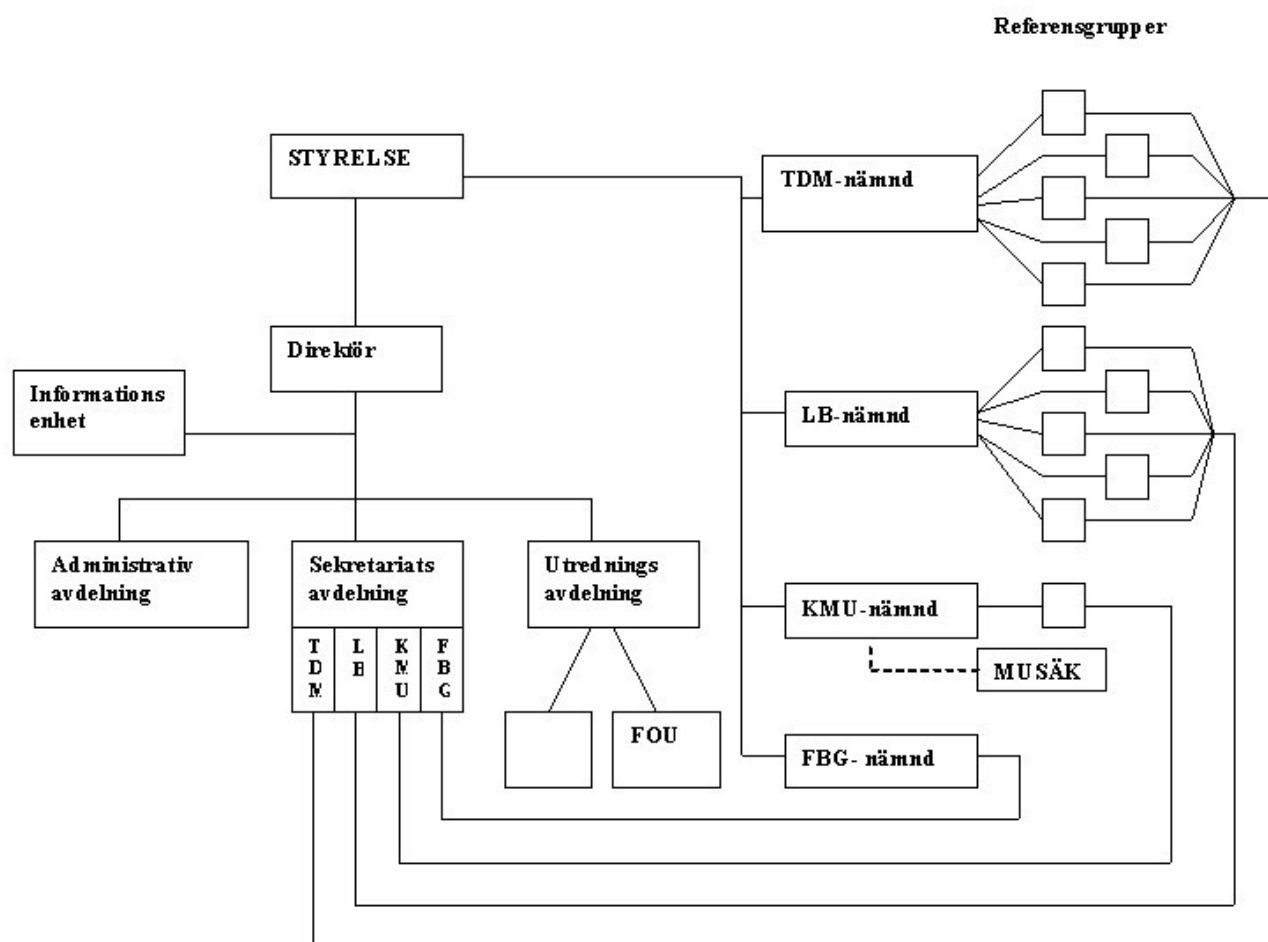 Referensgrupper
STYRELSE
TDM-nämnd
Direktör
Informations
enhet
LB-nämnd
Administrativ
avdelning
Sekretariats
avdelning
Utrednings
avdelning
KMU-nämnd
T
D
M
L
B
K
M
U
F
B
G
MUSÄK
FOU
FBG- nämnd